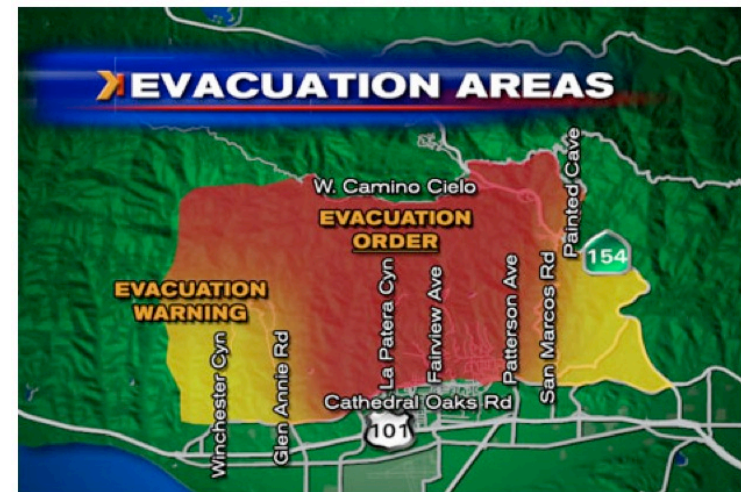 EVACUATION AREAS
Painted Cave
W. Camino Cielo
EVACUATION
ORDER
154
EVACUATION
WARNING
La Patera Cyn
Fairview Ave
Patterson Ave
San Marcos Rd
Winchester Cyn
Glen Annie Rd
Cathedral Oaks Rd
101